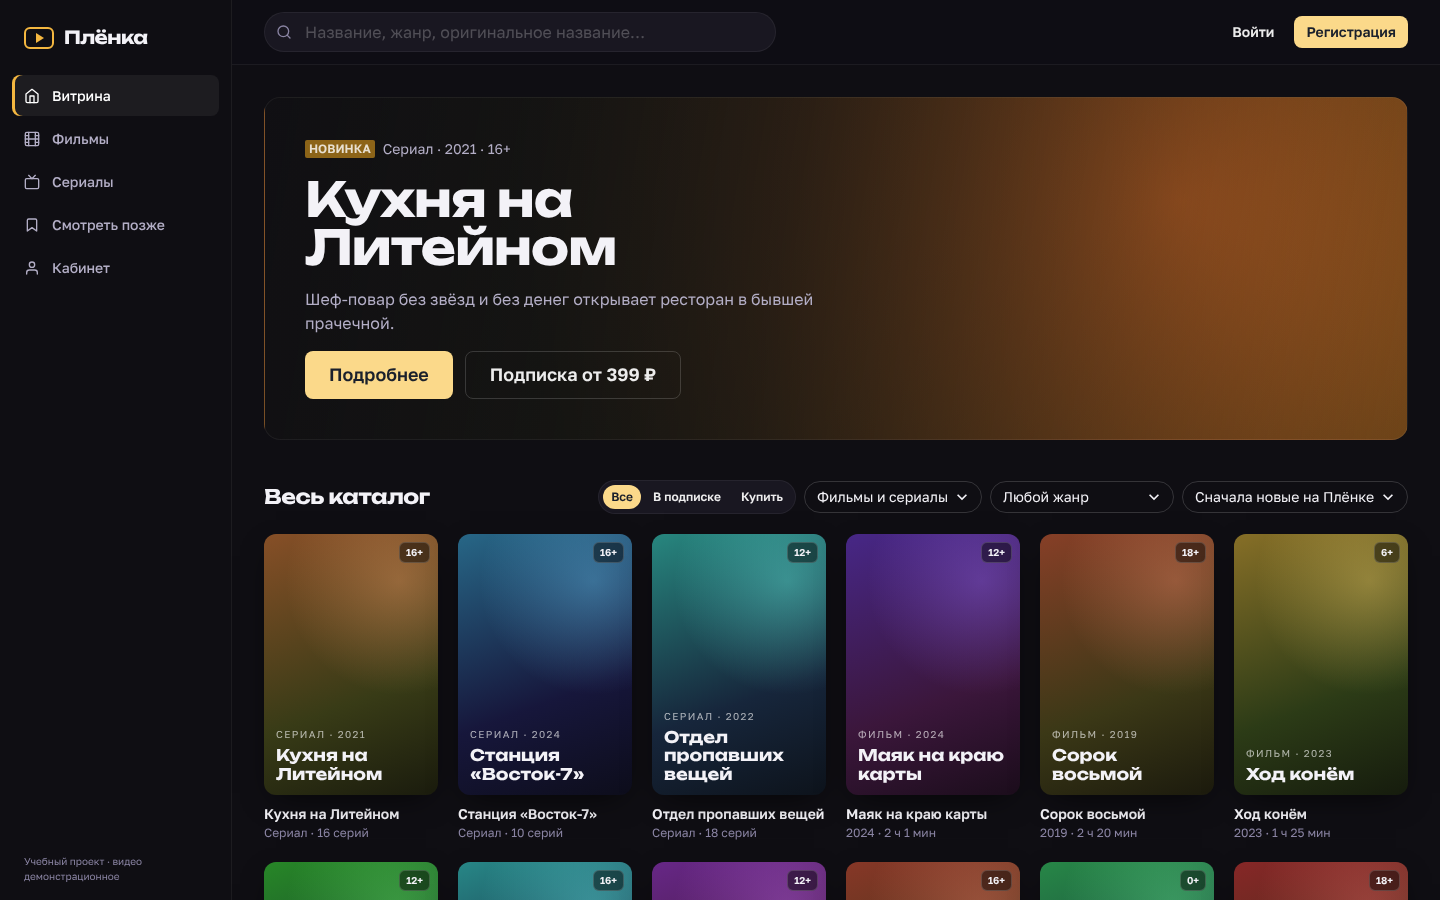 Плёнка
Название, жанр, оригинальное название...
Войти
Регистрация
Витрина
Фильмы
Сериалы
Смотреть позже
Кабинет
НОВИНКА Сериал · 2021 · 16+
Кухня на
Литейном
Шеф-повар без звёзд и без денег открывает ресторан в бывшей
прачечной.
Подробнее
Подписка от 399 ₽
Весь каталог
Все
В подписке
Купить
Фильмы и сериалы
Любой жанр
Сначала новые на Плёнке
16+
СЕРИАЛ · 2021
Кухня на
Литейном
Кухня на Литейном
Сериал · 16 серий
16+
СЕРИАЛ · 2024
Станция
«Восток-7»
Станция «Восток-7»
Сериал · 10 серий
12+
СЕРИАЛ · 2022
Отдел
пропавших
вещей
Отдел пропавших вещей
Сериал · 18 серий
12+
ФИЛЬМ · 2024
Маяк на краю
карты
Маяк на краю карты
2024 · 2 ч 1 мин
18+
ФИЛЬМ · 2019
Сорок
восьмой
Сорок восьмой
2019 · 2 ч 20 мин
6+
ФИЛЬМ · 2023
Ход конём
Ход конём
2023 · 1 ч 25 мин
12+
16+
12+
16+
0+
18+
Учебный проект · видео
демонстрационное